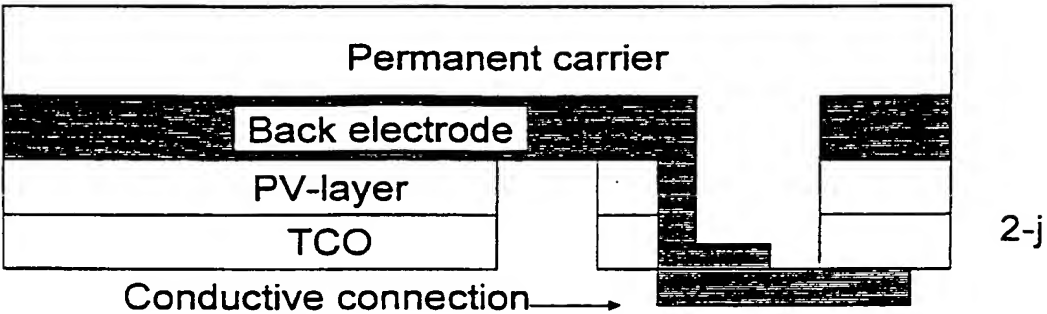 Permanent carrier
Back electrode
PV-layer
TCO
2-j
Conductive connection